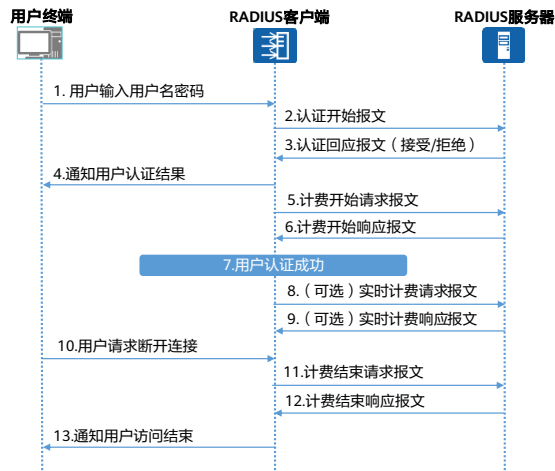 用户终端 RADIUS客户端 RADIUS服务器
1. 用户输入用户名密码
2.认证开始报文
3.认证回应报文（接受/拒绝）
4.通知用户认证结果
5.计费开始请求报文
6.计费开始响应报文
7.用户认证成功
8.（可选）实时计费请求报文
9.（可选）实时计费响应报文
10.用户请求断开连接
11.计费结束请求报文
12.计费结束响应报文
13.通知用户访问结束